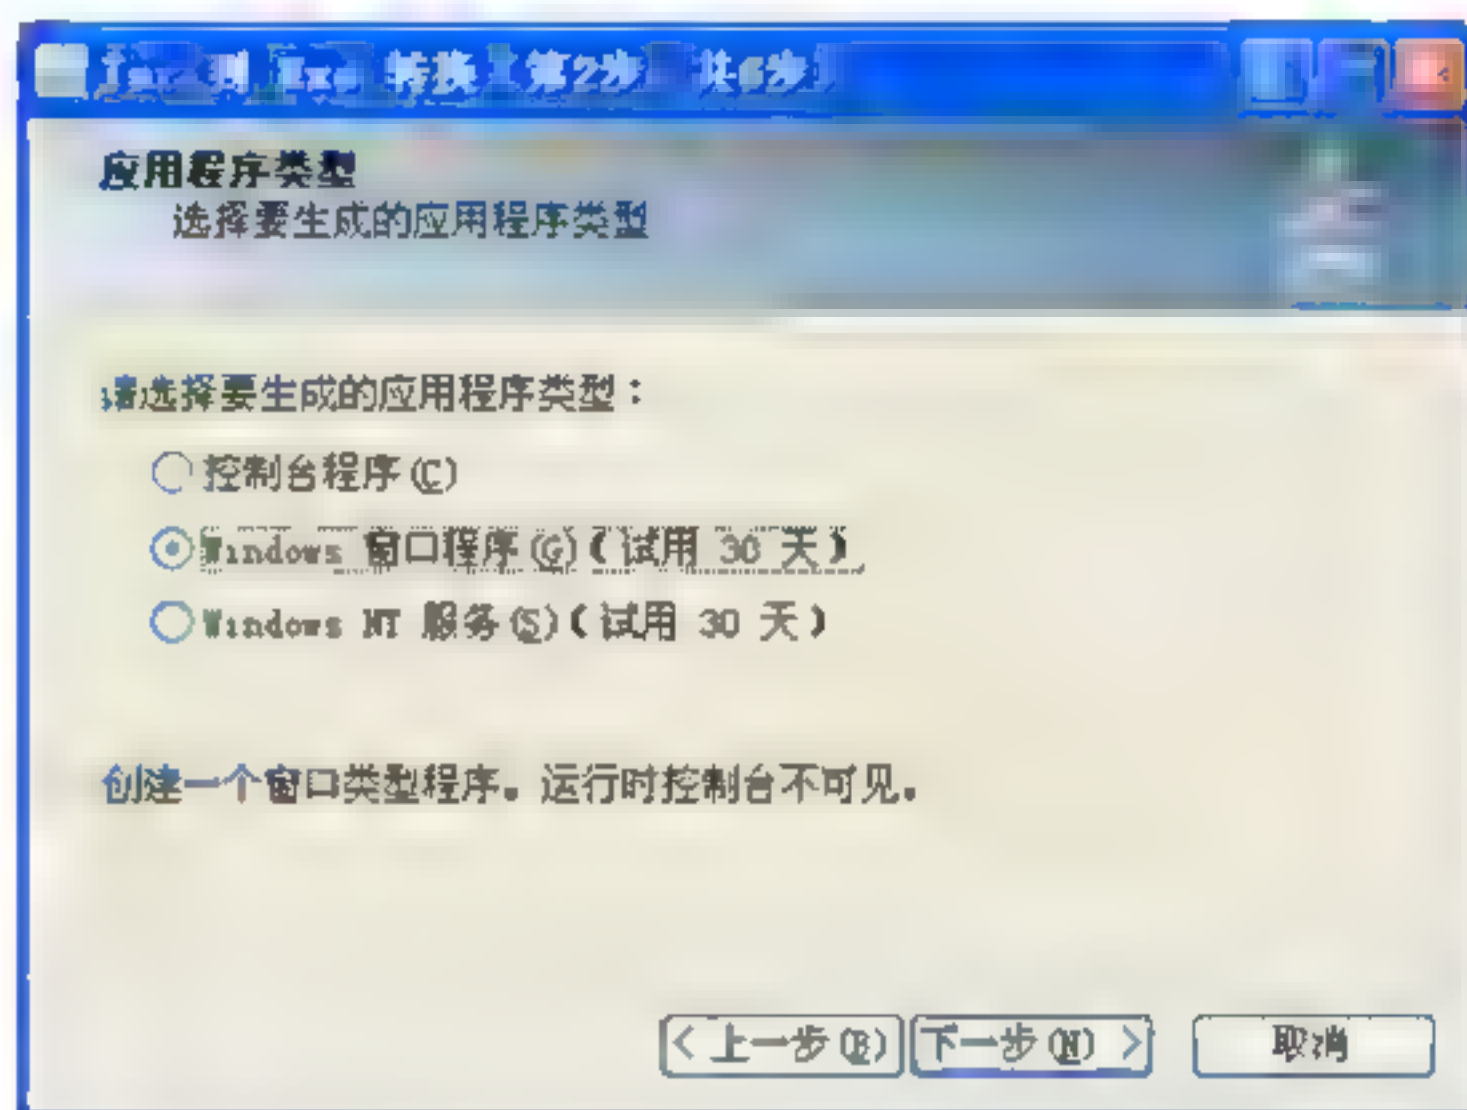 Jar 到 Exe 转换（第2步 共6步）
应用程序类型
选择要生成的应用程序类型
请选择要生成的应用程序类型：
控制台程序(C)
Windows 窗口程序(G)(试用 30 天)
Windows NT 服务(S)(试用 30 天)
创建一个窗口类型程序。运行时控制台不可见。
< 上一步(B) 下一步(N) > 取消